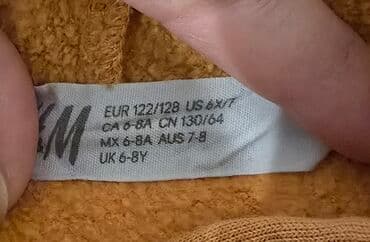 H&M
EUR 122/128 US 6X/7
CA 6-8A CN 130/64
MX 6-8A AUS 7-8
UK 6-8Y